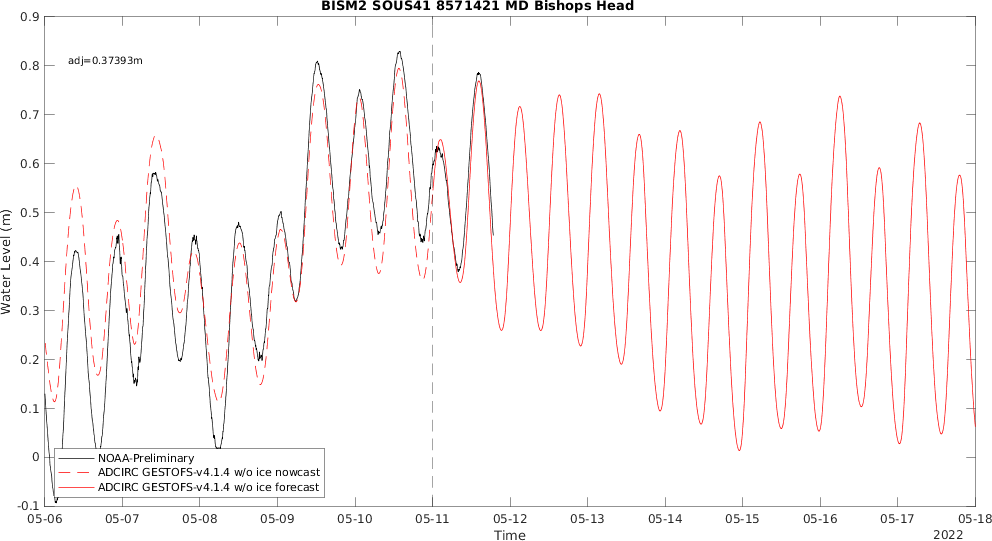 BISM2 SOUS41 8571421 MD Bishops Head
0.9
0.8
0.7
0.6
0.5
0.4
0.3
0.2
0.1
0
-0.1
Water Level (m)
adj=0.37393m
NOAA-Preliminary
ADCIRC GESTOFS-v4.1.4 w/o ice nowcast
ADCIRC GESTOFS-v4.1.4 w/o ice forecast
05-06 05-07 05-08 05-09 05-10 05-11 05-12 05-13 05-14 05-15 05-16 05-17 05-18
Time
2022